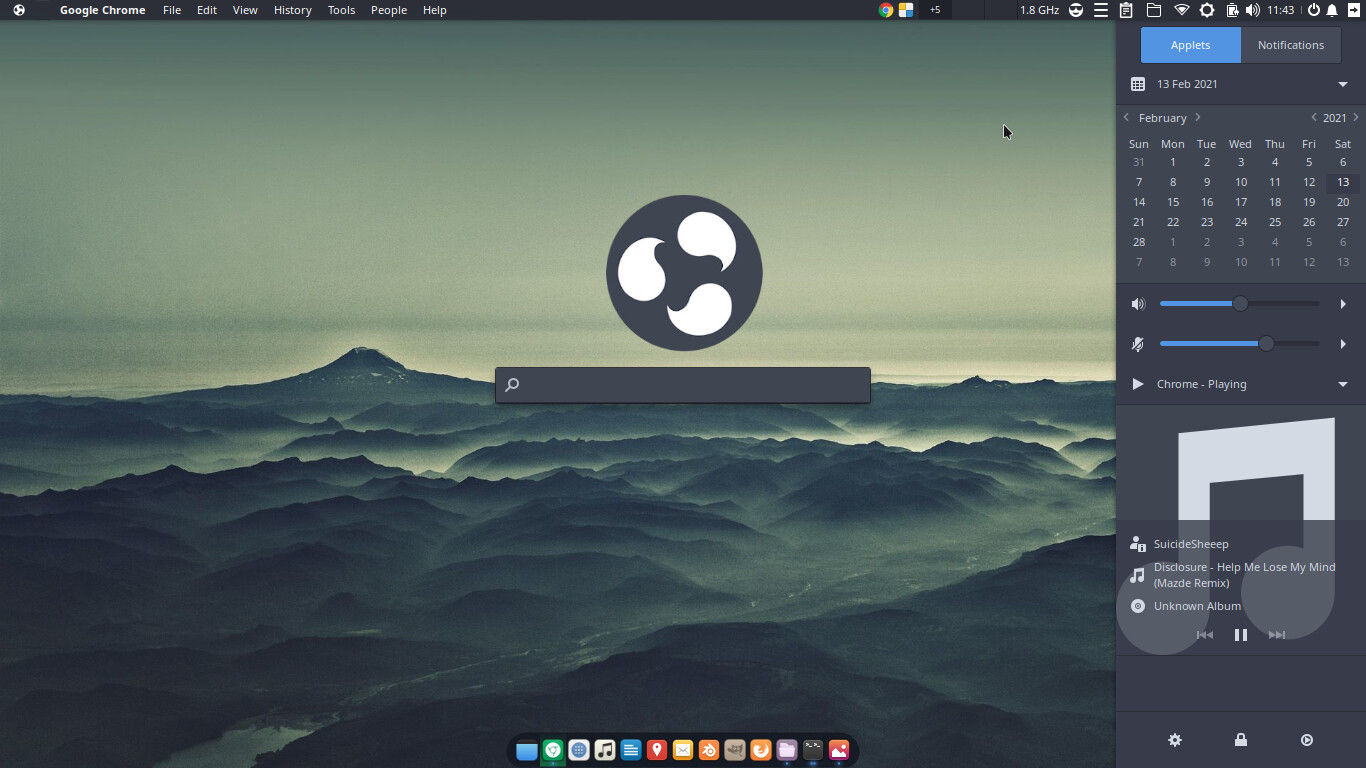 Google Chrome File Edit View History Tools People Help +5 1.8 GHz 11:43
Applets Notifications
13 Feb 2021
February 2021
Sun Mon Tue Wed Thu Fri Sat
31 1 2 3 4 5 6
7 8 9 10 11 12 13
14 15 16 17 18 19 20
21 22 23 24 25 26 27
28 1 2 3 4 5 6
7 8 9 10 11 12 13
Chrome - Playing
SuicideSheeep
Disclosure - Help Me Lose My Mind
(Mazde Remix)
Unknown Album